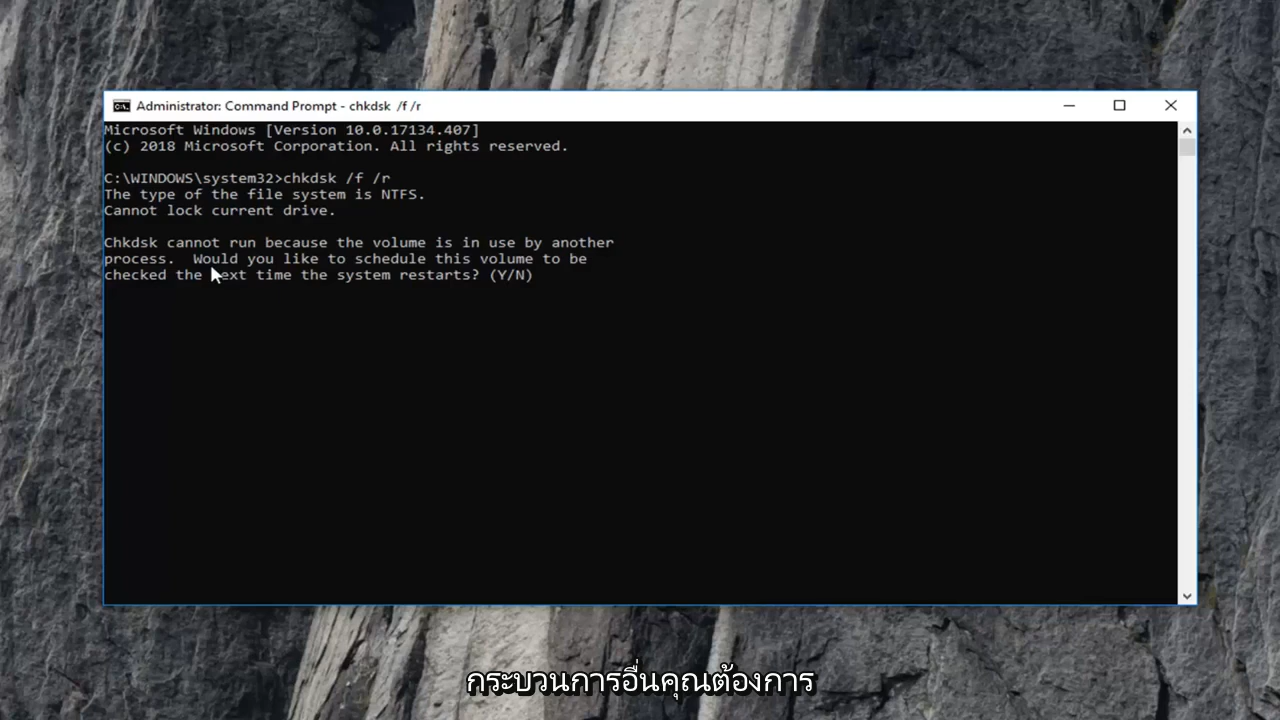 Administrator: Command Prompt - chkdsk /f /r
Microsoft Windows [Version 10.0.17134.407]
(c) 2018 Microsoft Corporation. All rights reserved.
C:\WINDOWS\system32>chkdsk /f /r
The type of the file system is NTFS.
Cannot lock current drive.
Chkdsk cannot run because the volume is in use by another
process.  Would you like to schedule this volume to be
checked the next time the system restarts? (Y/N)
กระบวนการอื่นคุณต้องการ